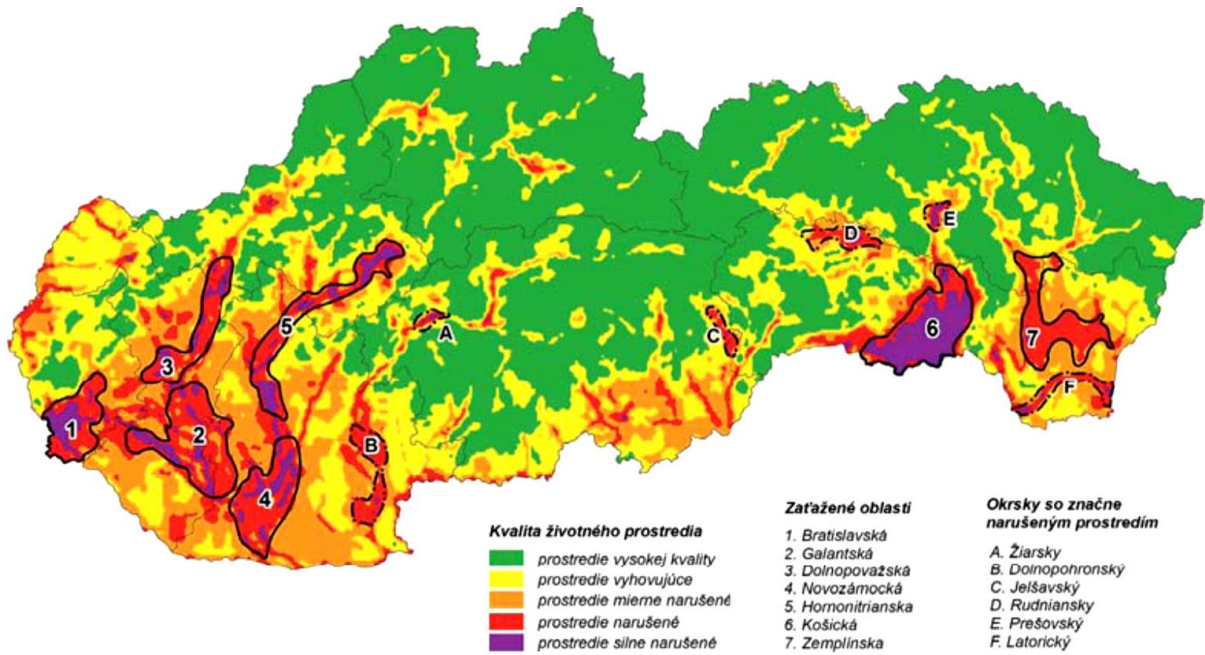 E
D
A
5
C
6
7
3
F
1
2
B
4
Kvalita životného prostredia
prostredie vysokej kvality
prostredie vyhovujúce
prostredie mierne narušené
prostredie narušené
prostredie silne narušené
Zaťažené oblasti
1. Bratislavská
2. Galantská
3. Dolnopovažská
4. Novozámocká
5. Hornonitrianska
6. Košická
7. Zemplínska
Okrsky so značne
narušeným prostredím
A. Žiarsky
B. Dolnopohronský
C. Jelšavský
D. Rudniansky
E. Prešovský
F. Latorický